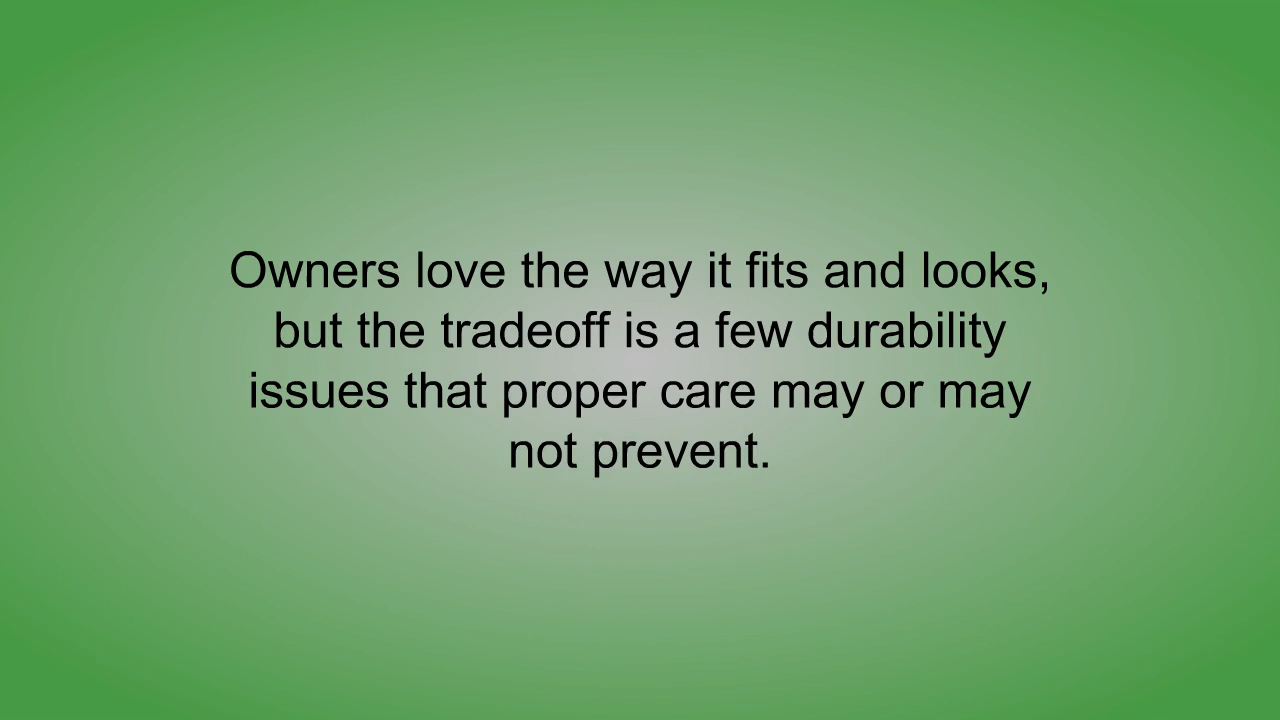 Owners love the way it fits and looks,
but the tradeoff is a few durability
issues that proper care may or may
not prevent.